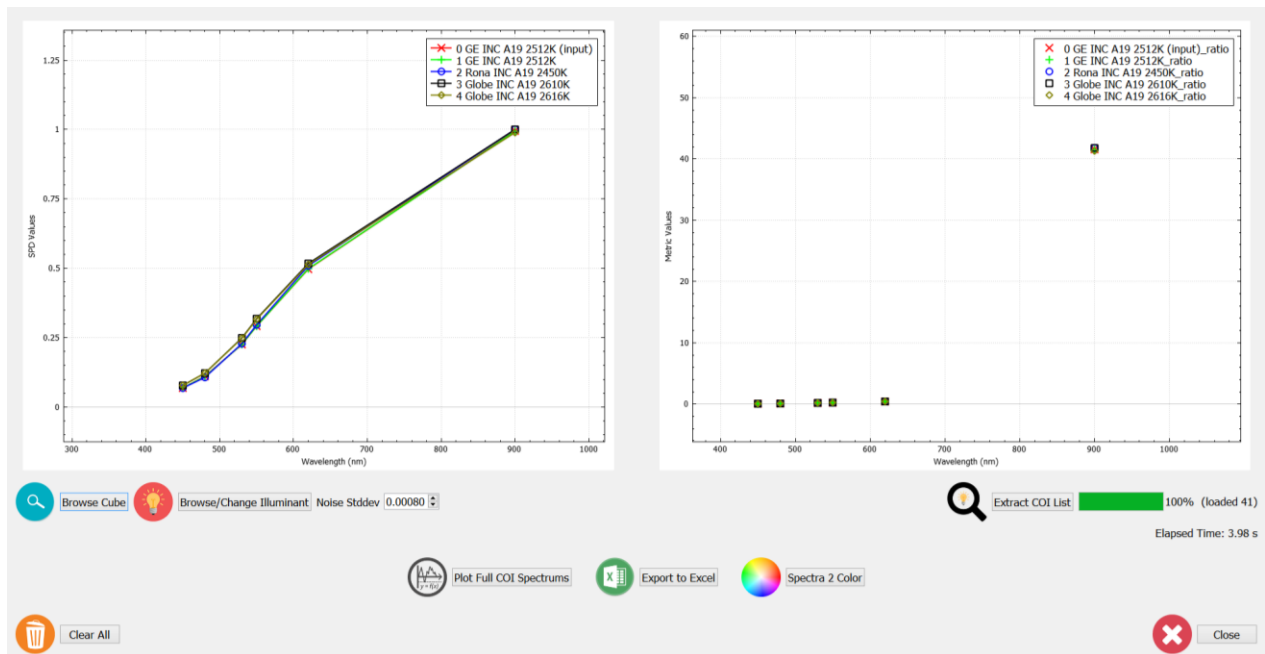 0 GE INC A19 2512K (input)
1 GE INC A19 2512K
2 Rona INC A19 2450K
3 Globe INC A19 2610K
4 Globe INC A19 2616K
1.25
1
0.75
0.5
0.25
0
SPD Values
300 400 500 600 700 800 900 1000
Wavelength (nm)
0 GE INC A19 2512K (input)_ratio
1 GE INC A19 2512K_ratio
2 Rona INC A19 2450K_ratio
3 Globe INC A19 2610K_ratio
4 Globe INC A19 2616K_ratio
60
50
40
30
20
10
0
Metric Values
400 500 600 700 800 900 1000
Wavelength (nm)
Browse Cube Browse/Change Illuminant Noise Stddev 0.00080 Extract COI List 100% (loaded 41)
Elapsed Time: 3.98 s
y = f(x) Plot Full COI Spectrums X Export to Excel Spectra 2 Color
Clear All Close